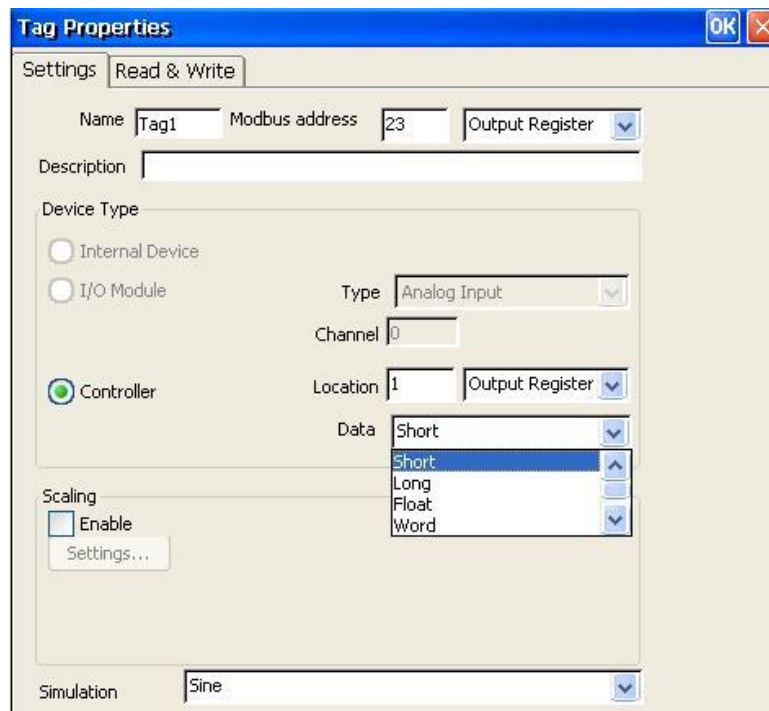 Tag Properties OK
Settings Read & Write
Name Tag1 Modbus address 23 Output Register
Description
Device Type
Internal Device
I/O Module Type Analog Input
Channel 0
Controller Location 1 Output Register
Data Short
Short
Long
Float
Word
Scaling
Enable
Settings...
Simulation Sine